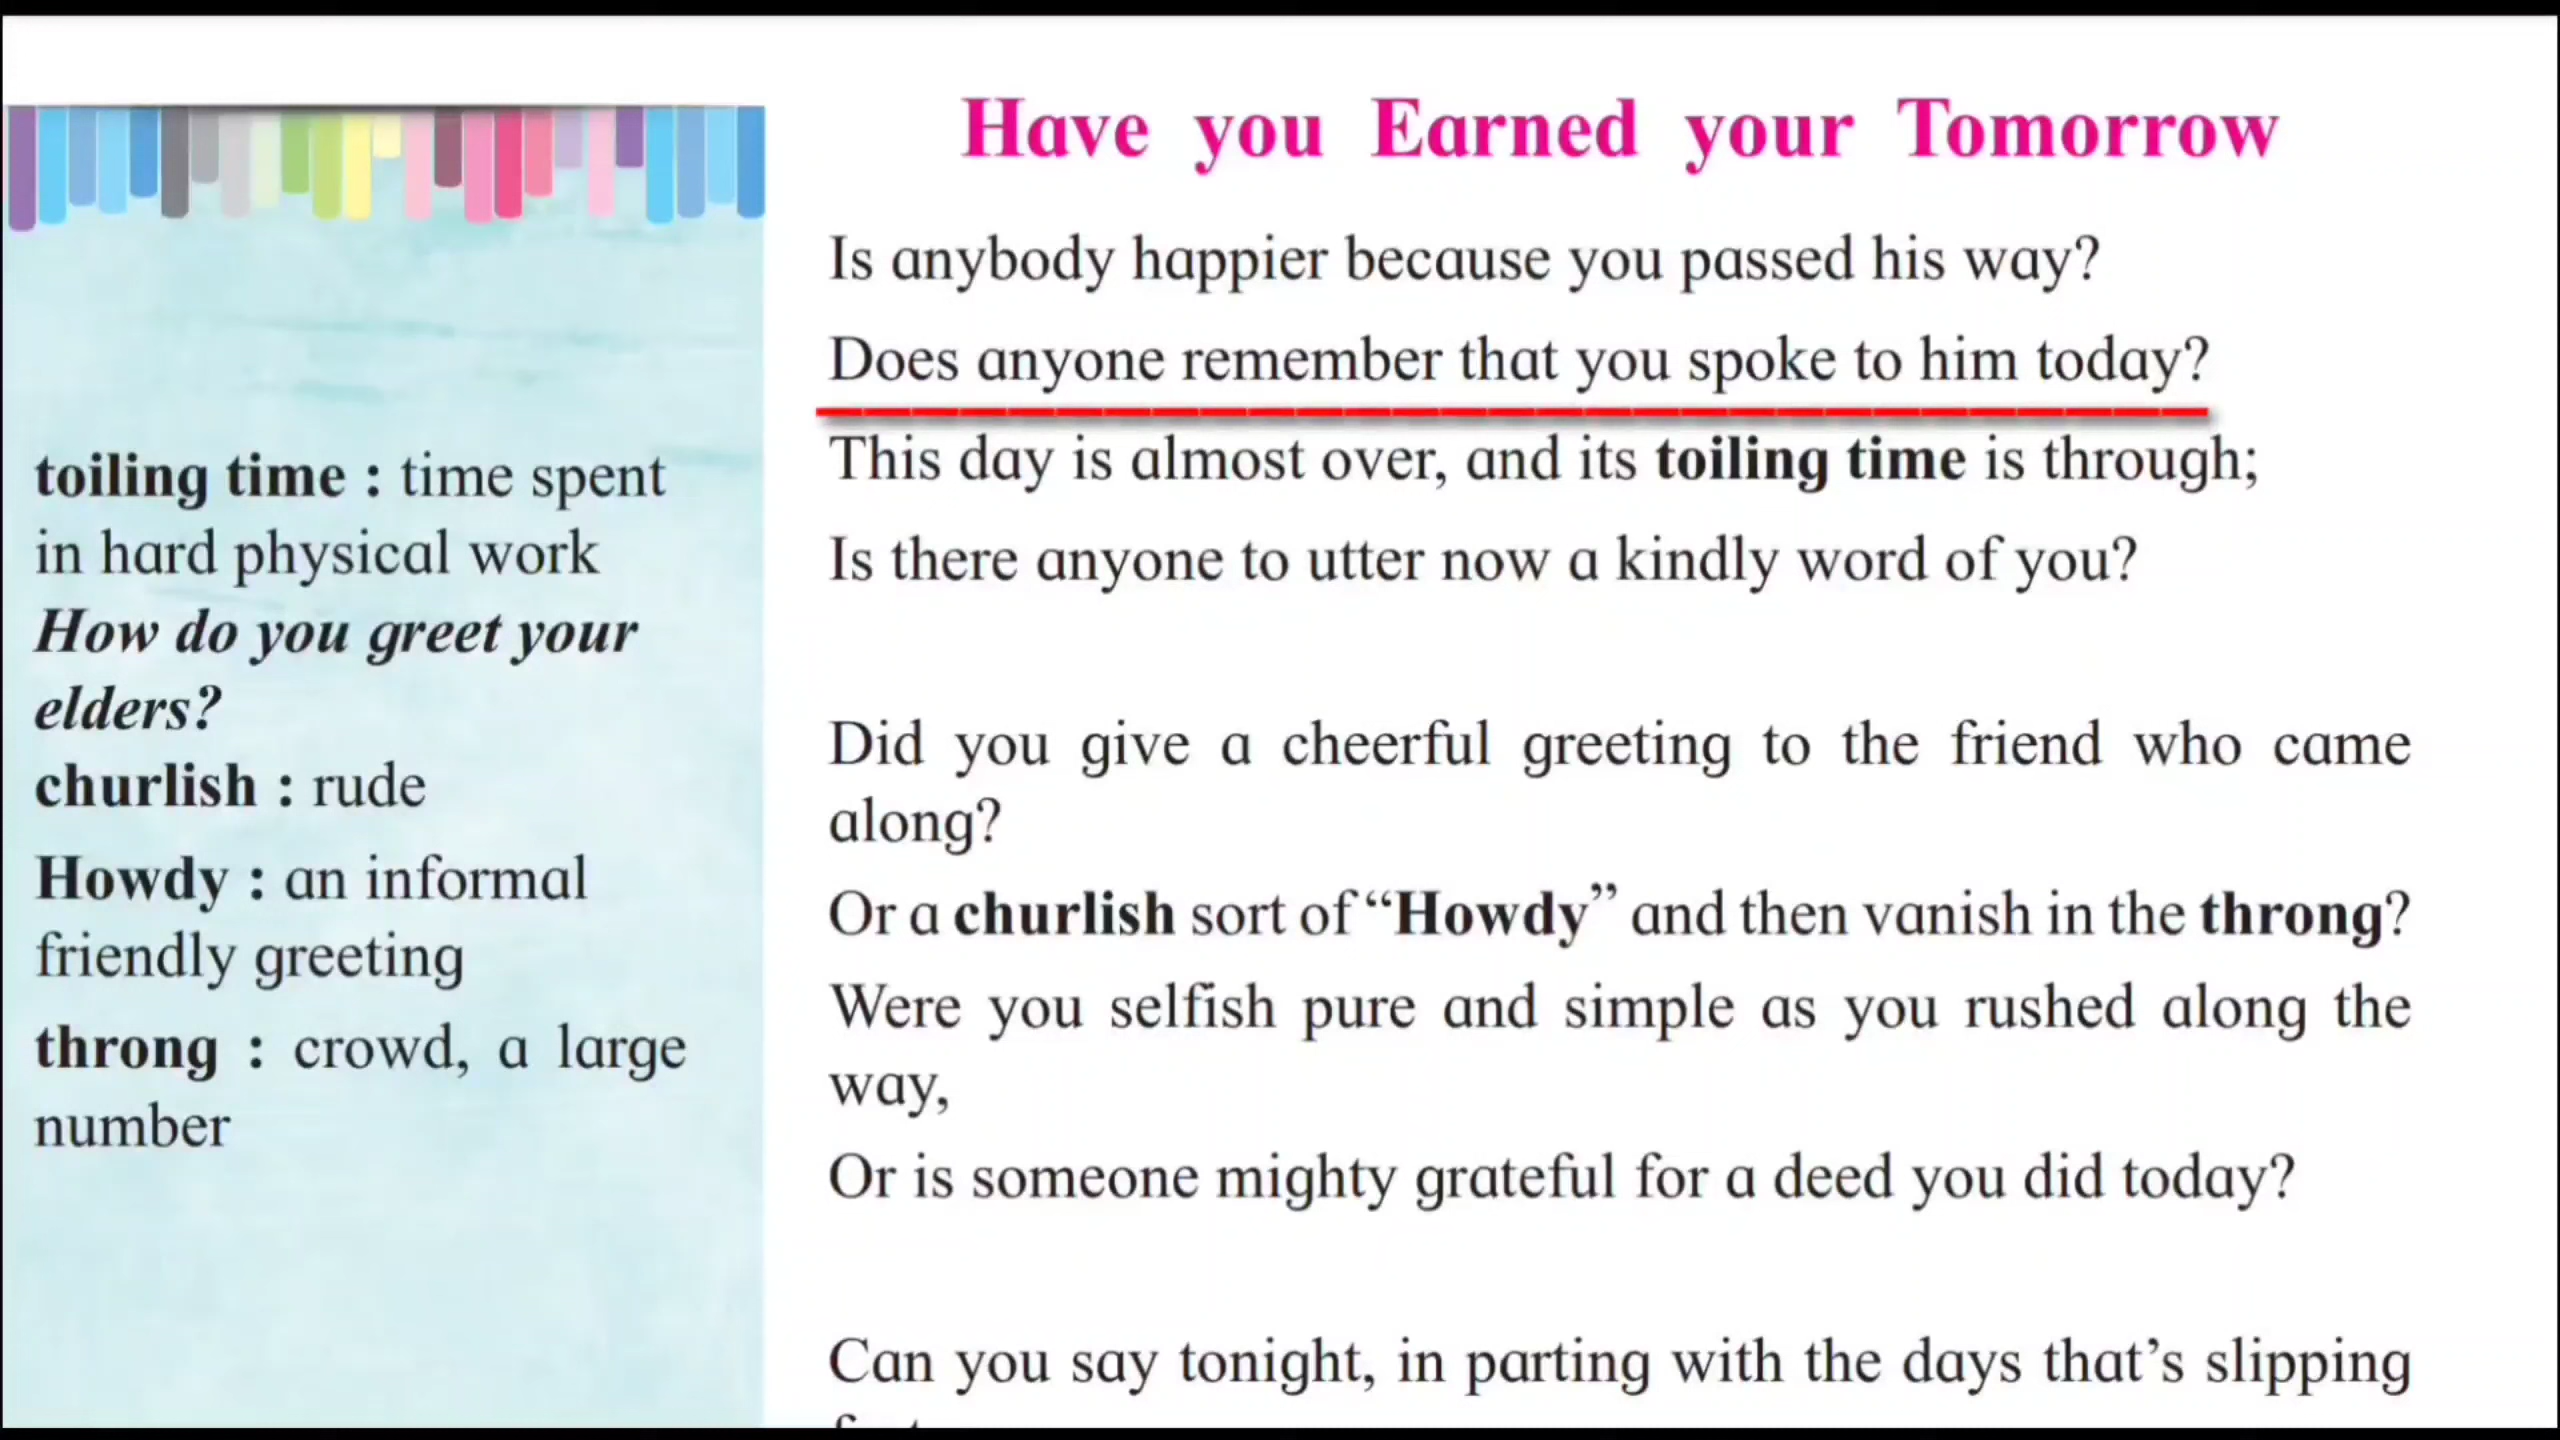 Have you Earned your Tomorrow
toiling time : time spent
in hard physical work
How do you greet your
elders?
churlish : rude
Howdy : an informal
friendly greeting
throng : crowd, a large
number
Is anybody happier because you passed his way?
Does anyone remember that you spoke to him today?
This day is almost over, and its toiling time is through;
Is there anyone to utter now a kindly word of you?
Did you give a cheerful greeting to the friend who came
along?
Or a churlish sort of “Howdy” and then vanish in the throng?
Were you selfish pure and simple as you rushed along the
way,
Or is someone mighty grateful for a deed you did today?
Can you say tonight, in parting with the days that’s slipping